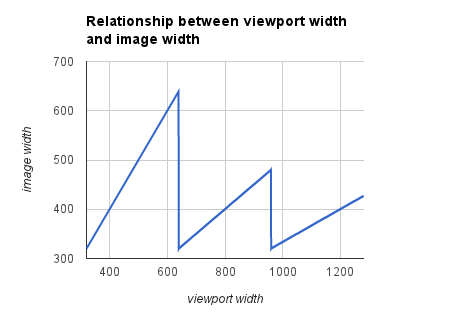 Relationship between viewport width
and image width
700
600
500
400
300
image width
400 600 800 1000 1200
viewport width